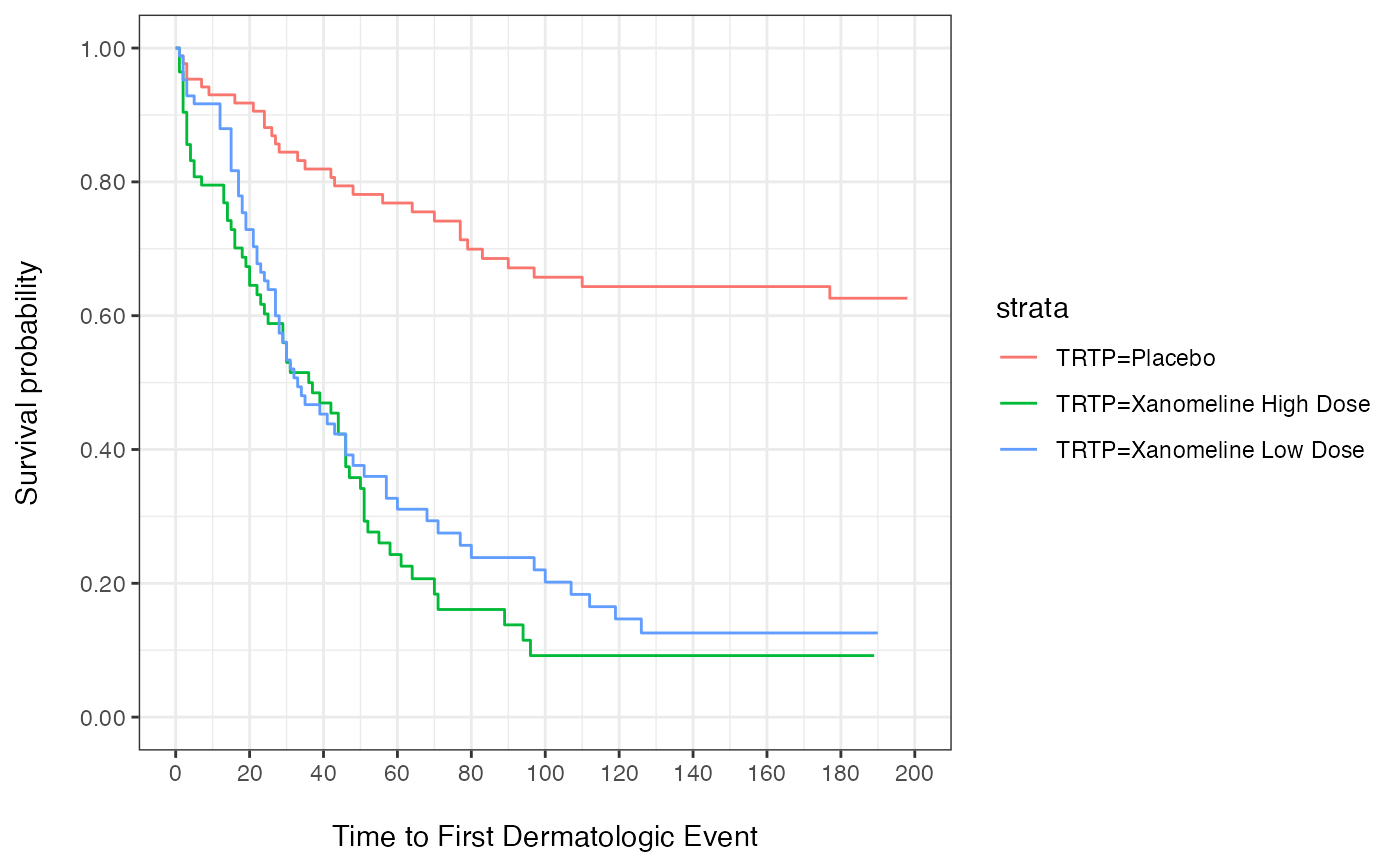 Survival probability
1.00
0.80
0.60
0.40
0.20
0.00
0 20 40 60 80 100 120 140 160 180 200
Time to First Dermatologic Event
strata
TRTP=Placebo
TRTP=Xanomeline High Dose
TRTP=Xanomeline Low Dose